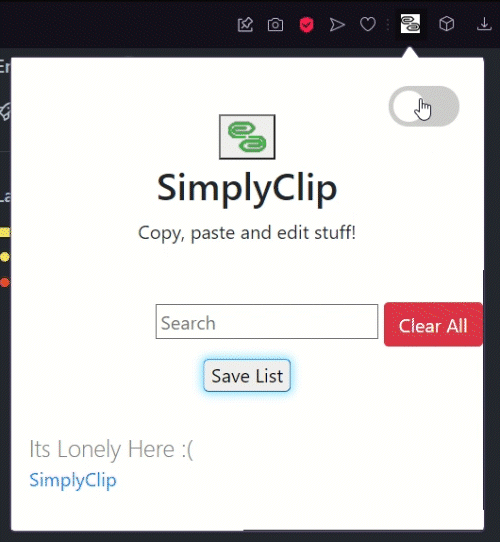 SimplyClip
Copy, paste and edit stuff!
Search
Clear All
Save List
Its Lonely Here :(
SimplyClip